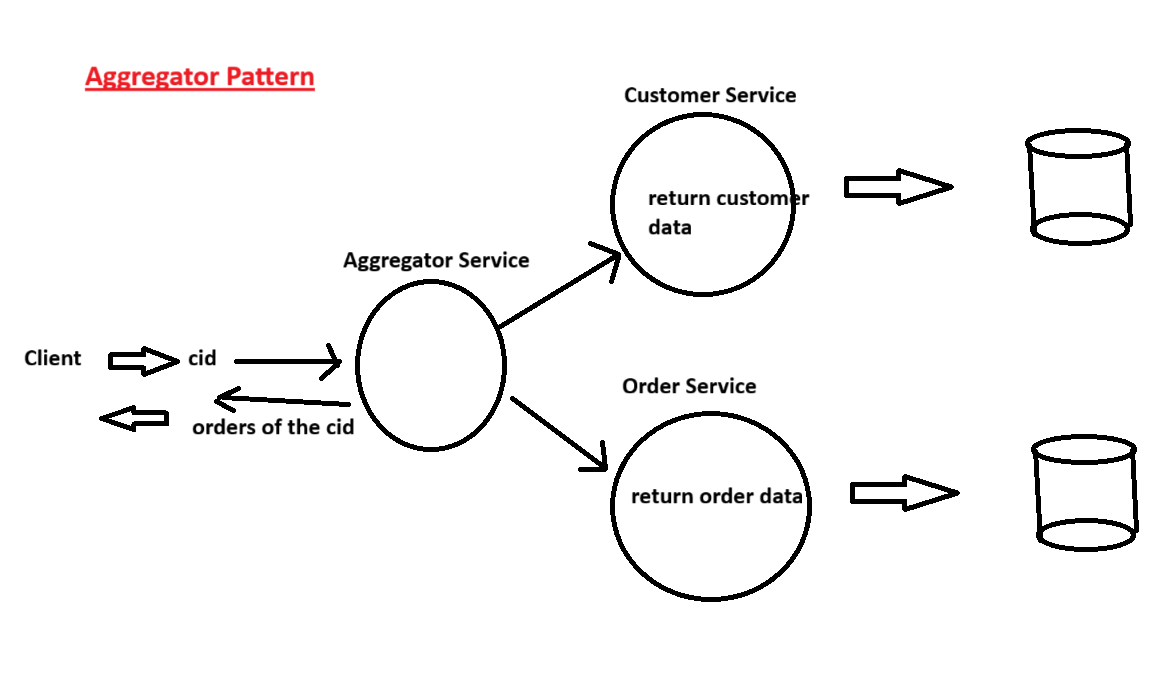 Aggregator Pattern
Customer Service
return customer
data
Aggregator Service
Client
cid
orders of the cid
Order Service
return order data